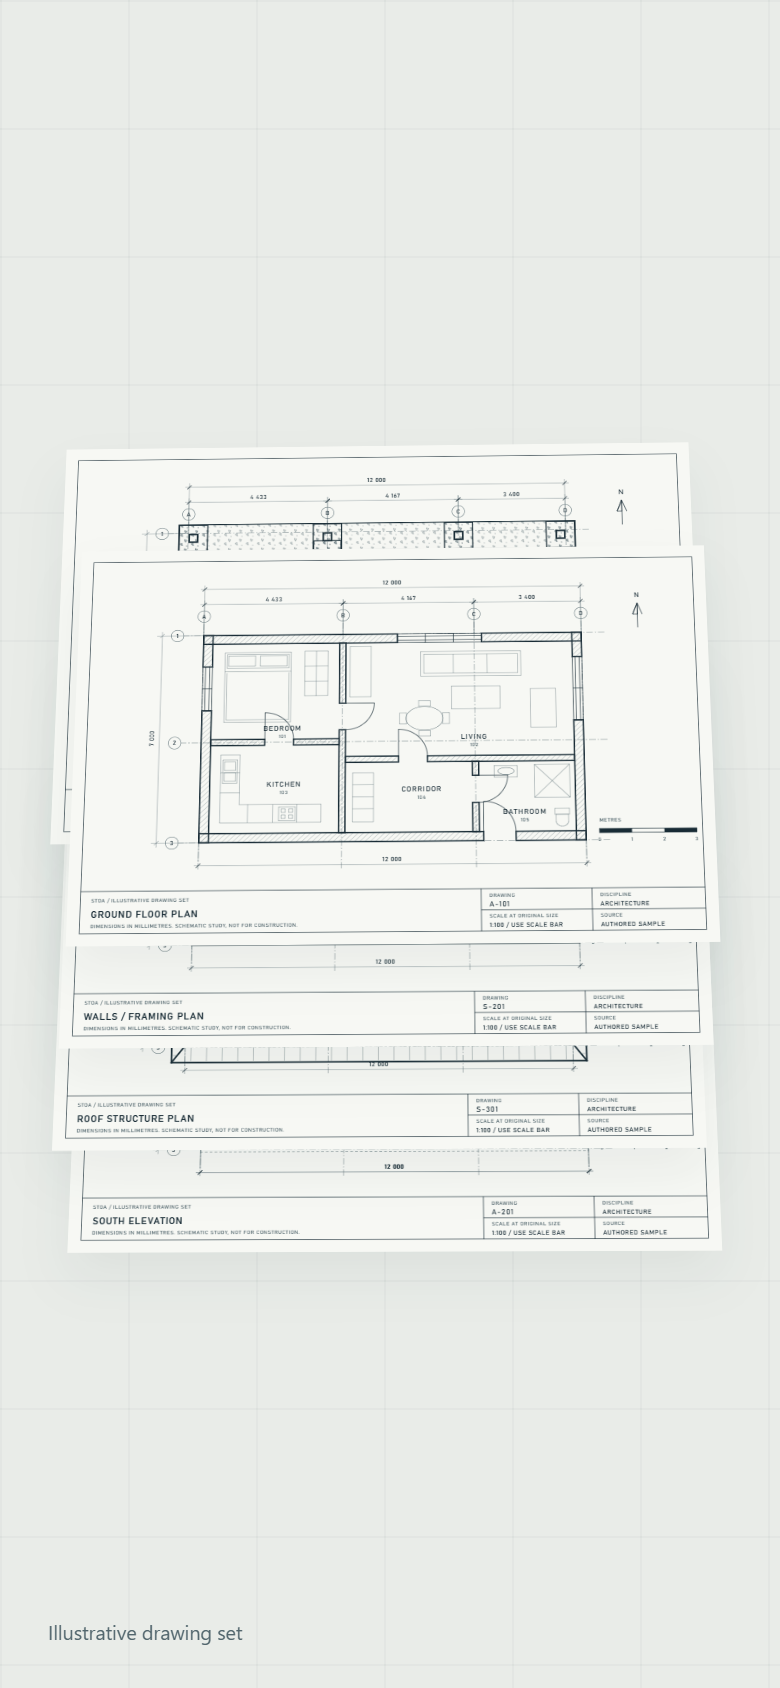 12 000
4 433
4 167
3 400
N
A
B
C
D
1
12 000
4 433
4 167
3 400
N
A
B
C
D
1
2
3
7 000
BEDROOM
101
LIVING
102
KITCHEN
103
CORRIDOR
104
BATHROOM
105
METRES
0 1 2 3
12 000
STOA / ILLUSTRATIVE DRAWING SET
GROUND FLOOR PLAN
DIMENSIONS IN MILLIMETRES. SCHEMATIC STUDY, NOT FOR CONSTRUCTION.
DRAWING
A-101
DISCIPLINE
ARCHITECTURE
SCALE AT ORIGINAL SIZE
1:100 / USE SCALE BAR
SOURCE
AUTHORED SAMPLE
12 000
STOA / ILLUSTRATIVE DRAWING SET
WALLS / FRAMING PLAN
DIMENSIONS IN MILLIMETRES. SCHEMATIC STUDY, NOT FOR CONSTRUCTION.
DRAWING
S-201
DISCIPLINE
ARCHITECTURE
SCALE AT ORIGINAL SIZE
1:100 / USE SCALE BAR
SOURCE
AUTHORED SAMPLE
12 000
STOA / ILLUSTRATIVE DRAWING SET
ROOF STRUCTURE PLAN
DIMENSIONS IN MILLIMETRES. SCHEMATIC STUDY, NOT FOR CONSTRUCTION.
DRAWING
S-301
DISCIPLINE
ARCHITECTURE
SCALE AT ORIGINAL SIZE
1:100 / USE SCALE BAR
SOURCE
AUTHORED SAMPLE
12 000
STOA / ILLUSTRATIVE DRAWING SET
SOUTH ELEVATION
DIMENSIONS IN MILLIMETRES. SCHEMATIC STUDY, NOT FOR CONSTRUCTION.
DRAWING
A-201
DISCIPLINE
ARCHITECTURE
SCALE AT ORIGINAL SIZE
1:100 / USE SCALE BAR
SOURCE
AUTHORED SAMPLE
Illustrative drawing set